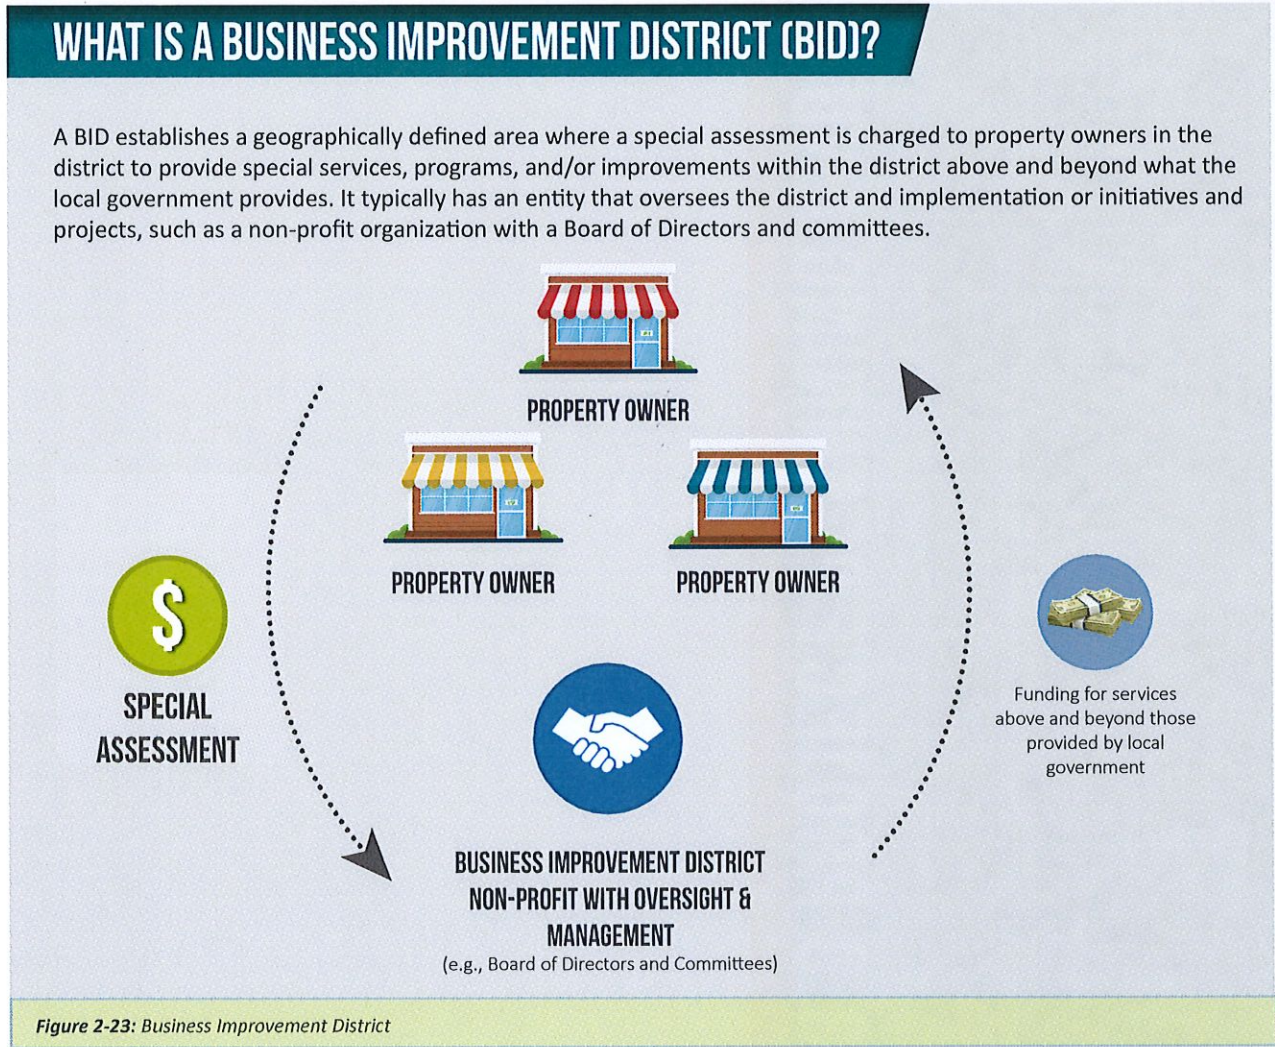 WHAT IS A BUSINESS IMPROVEMENT DISTRICT (BID)?
A BID establishes a geographically defined area where a special assessment is charged to property owners in the
district to provide special services, programs, and/or improvements within the district above and beyond what the
local government provides. It typically has an entity that oversees the district and implementation or initiatives and
projects, such as a non-profit organization with a Board of Directors and committees.
PROPERTY OWNER
PROPERTY OWNER
PROPERTY OWNER
$
SPECIAL
ASSESSMENT
Funding for services
above and beyond those
provided by local
government
BUSINESS IMPROVEMENT DISTRICT
NON-PROFIT WITH OVERSIGHT &
MANAGEMENT
(e.g., Board of Directors and Committees)
Figure 2-23: Business Improvement District